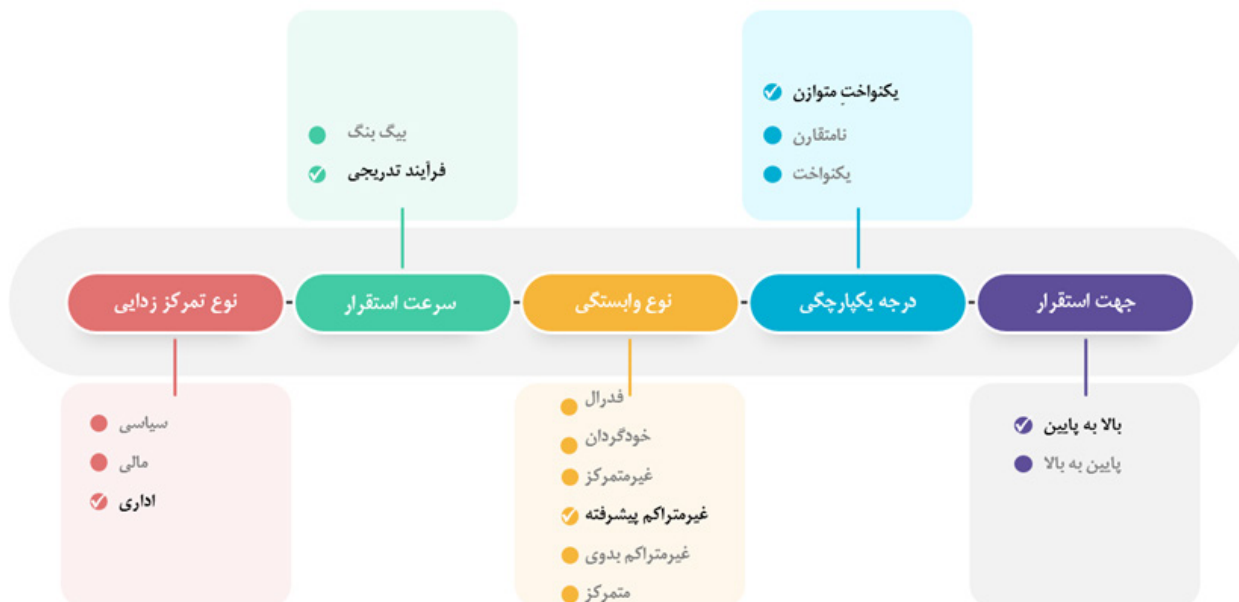 یکنواختِ متوازن
نامتقارن
یکنواخت
بیگ بنگ
فرآیند تدریجی
جهت استقرار
درجه یکپارچگی
نوع وابستگی
سرعت استقرار
نوع تمرکز زدایی
بالا به پایین
پایین به بالا
فدرال
خودگردان
غیرمتمرکز
غیرمتراکم پیشرفته
غیرمتراکم بدوی
متمرکز
سیاسی
مالی
اداری